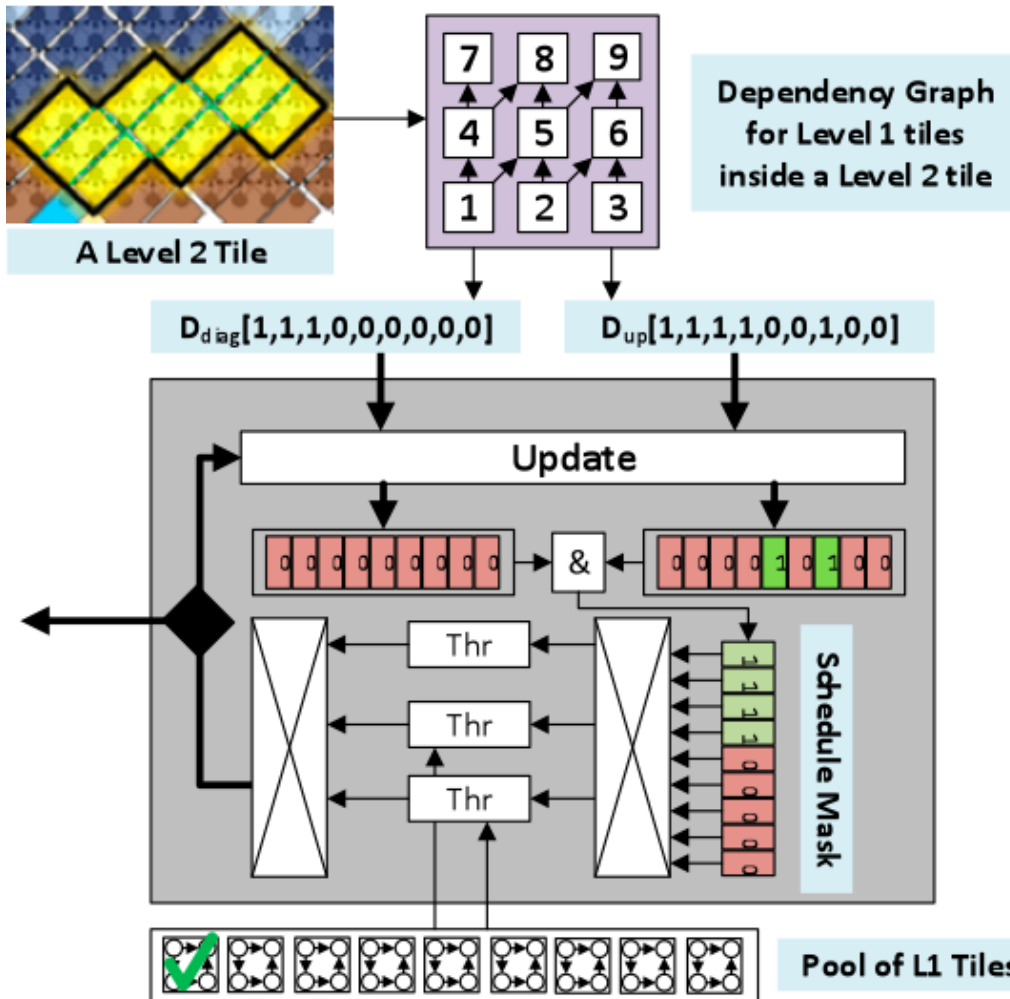 7 8 9
4 5 6
1 2 3
Dependency Graph
for Level 1 tiles
inside a Level 2 tile
A Level 2 Tile
Ddiag[1,1,1,0,0,0,0,0,0]
Dup[1,1,1,1,0,0,1,0,0]
Update
0 0 0 0 0 0 0 0 0
&
0 0 0 0 1 0 1 0 0
Thr
Thr
Thr
1
1
1
1
0
0
0
0
0
Schedule Mask
Pool of L1 Tiles